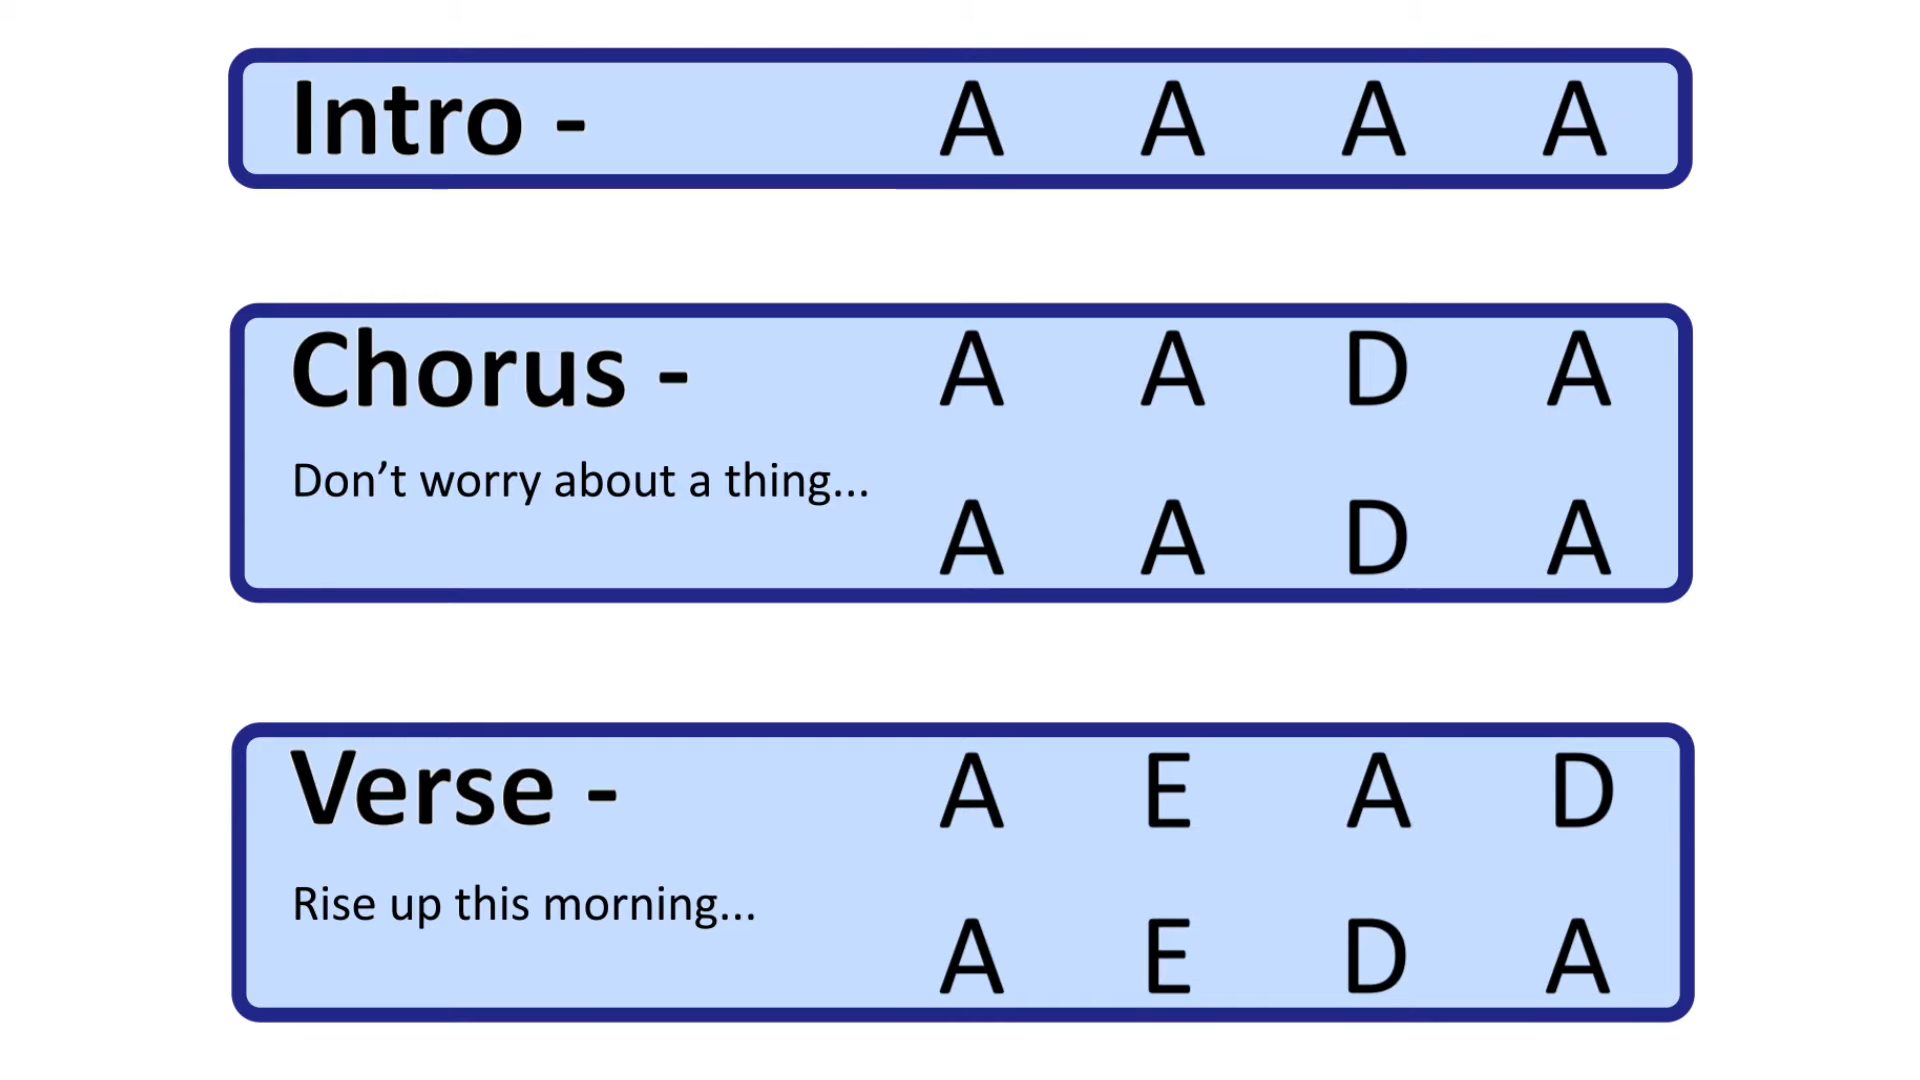 Intro - A A A A
Chorus - A A D A
Don’t worry about a thing...
A A D A
Verse - A E A D
Rise up this morning...
A E D A